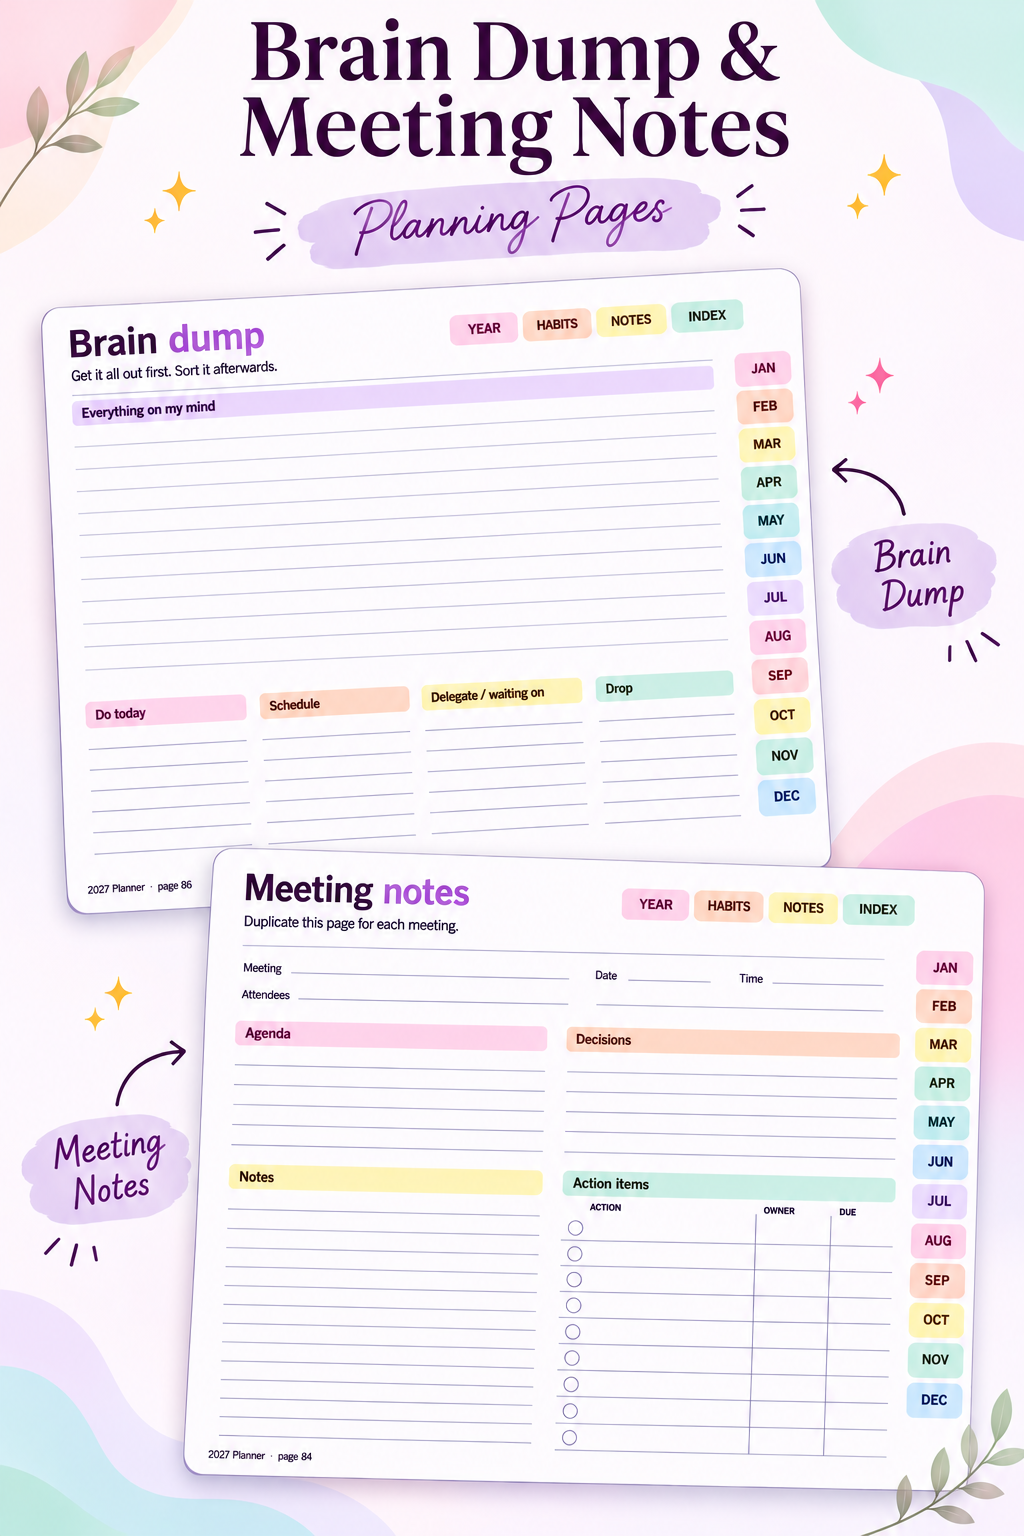 Brain Dump &
Meeting Notes
Planning Pages
Brain dump
Get it all out first. Sort it afterwards.
YEAR
HABITS
NOTES
INDEX
Everything on my mind
JAN
FEB
MAR
APR
MAY
JUN
JUL
AUG
SEP
OCT
NOV
DEC
Brain
Dump
Do today
Schedule
Delegate / waiting on
Drop
2027 Planner · page 86
Meeting notes
Duplicate this page for each meeting.
YEAR
HABITS
NOTES
INDEX
Meeting
Date
Time
Attendees
Agenda
Decisions
Notes
Action items
ACTION
OWNER
DUE
JAN
FEB
MAR
APR
MAY
JUN
JUL
AUG
SEP
OCT
NOV
DEC
Meeting
Notes
2027 Planner · page 84